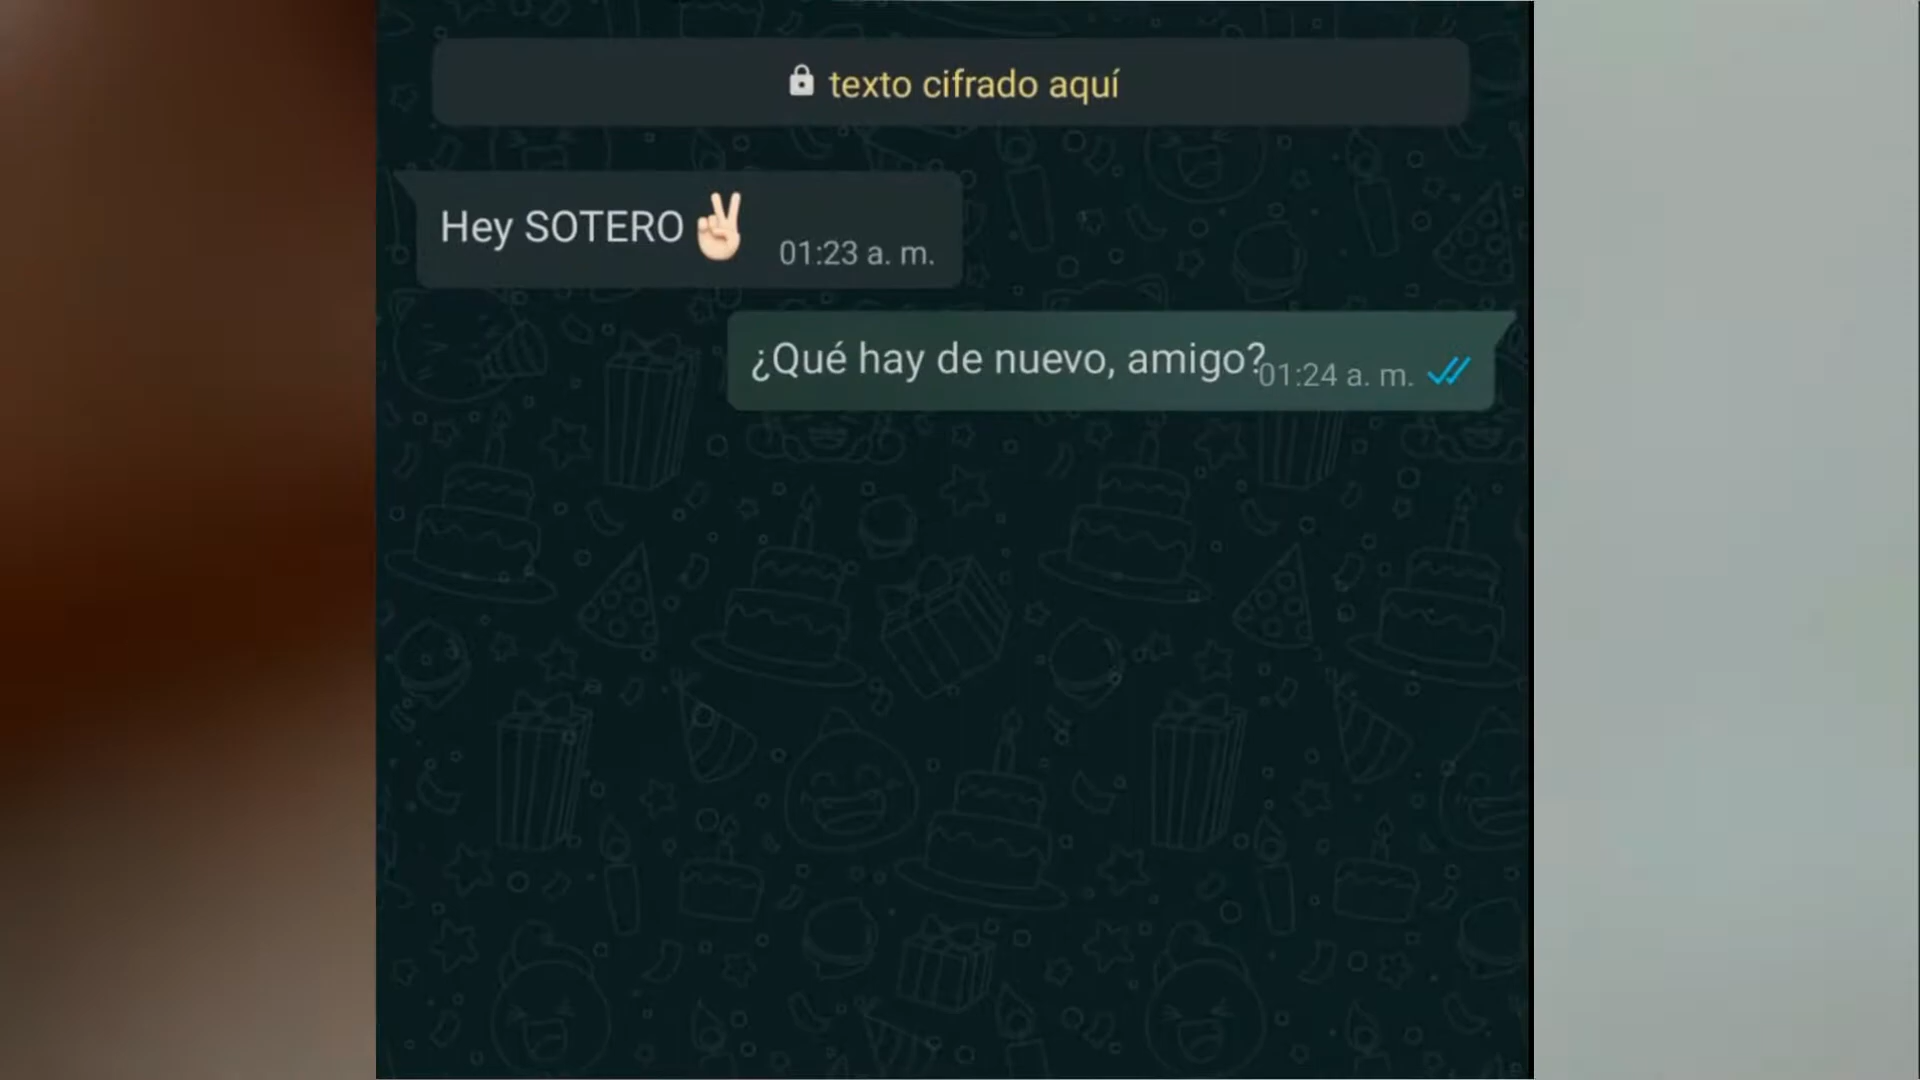 texto cifrado aquí
Hey SOTERO✌🏻
01:23 a. m.
¿Qué hay de nuevo, amigo?
01:24 a. m.